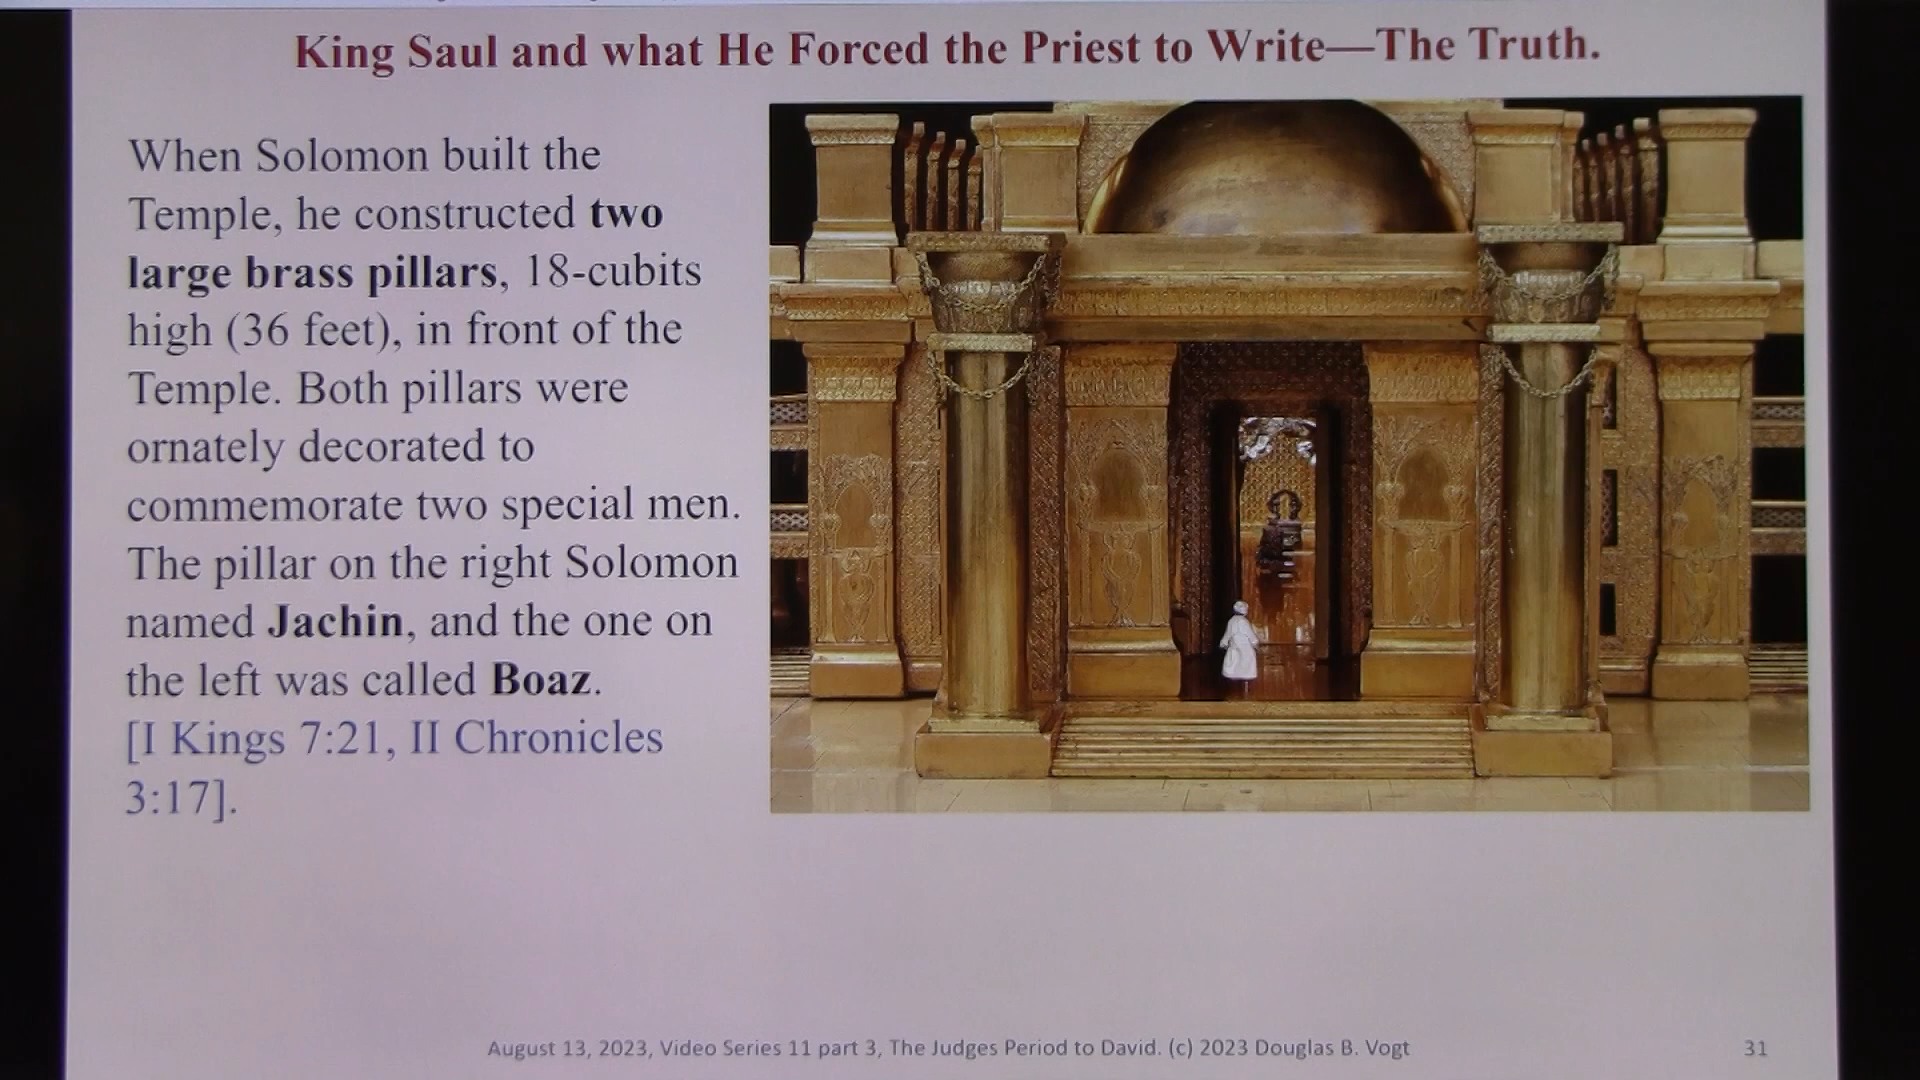 King Saul and what He Forced the Priest to Write—The Truth.
When Solomon built the
Temple, he constructed two
large brass pillars, 18-cubits
high (36 feet), in front of the
Temple. Both pillars were
ornately decorated to
commemorate two special men.
The pillar on the right Solomon
named Jachin, and the one on
the left was called Boaz.
[I Kings 7:21, II Chronicles
3:17].
August 13, 2023, Video Series 11 part 3, The Judges Period to David. (c) 2023 Douglas B. Vogt
31